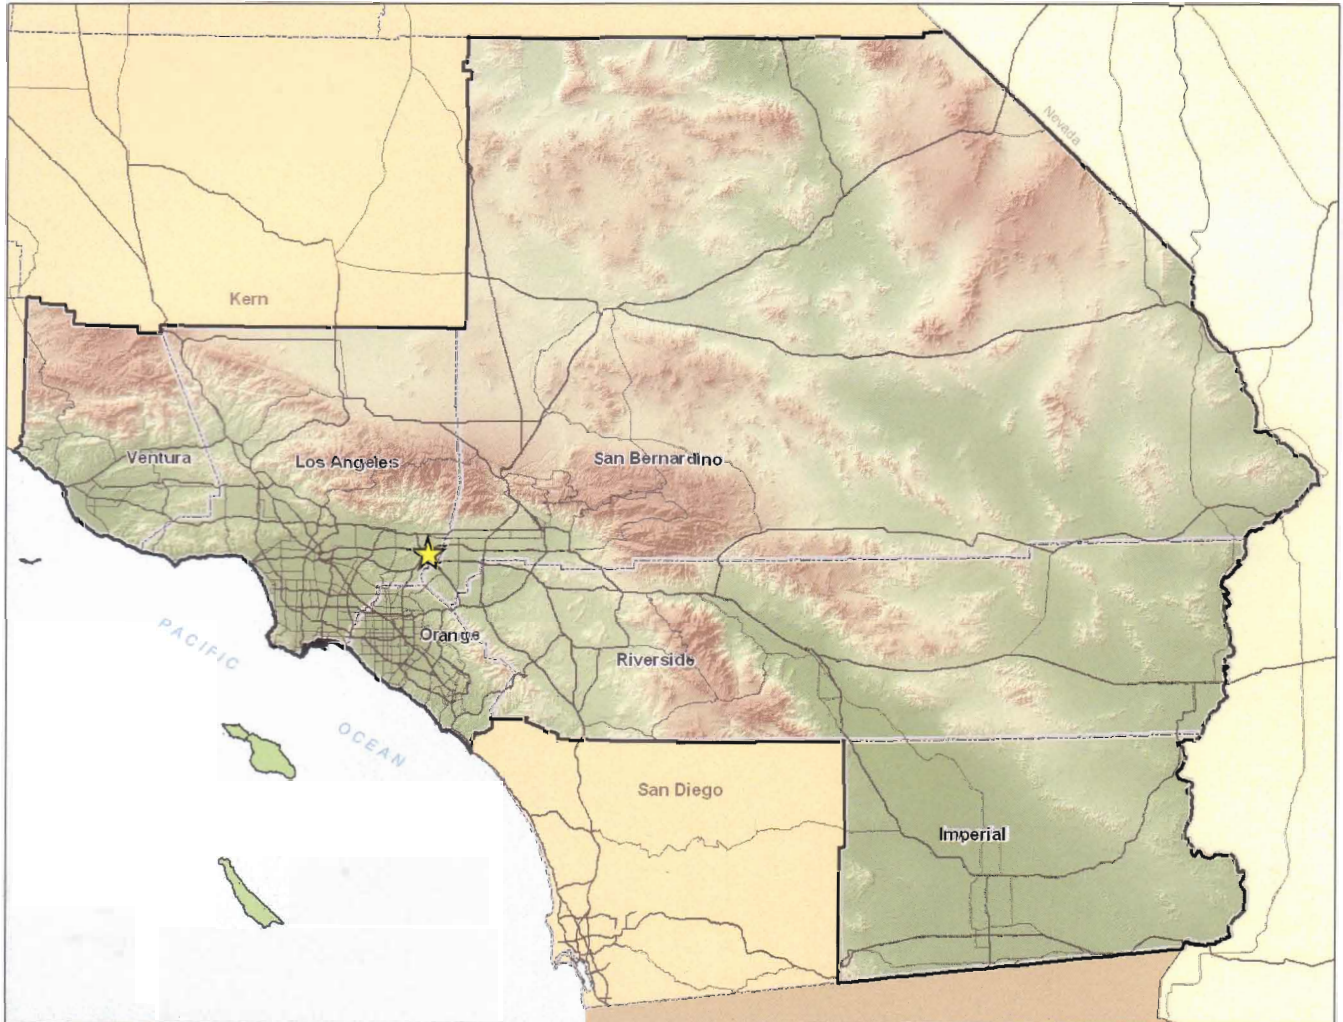 Nevada
Kern
Ventura
Los Angeles
San Bernardino
Orange
Riverside
PACIFIC
OCEAN
San Diego
Imperial